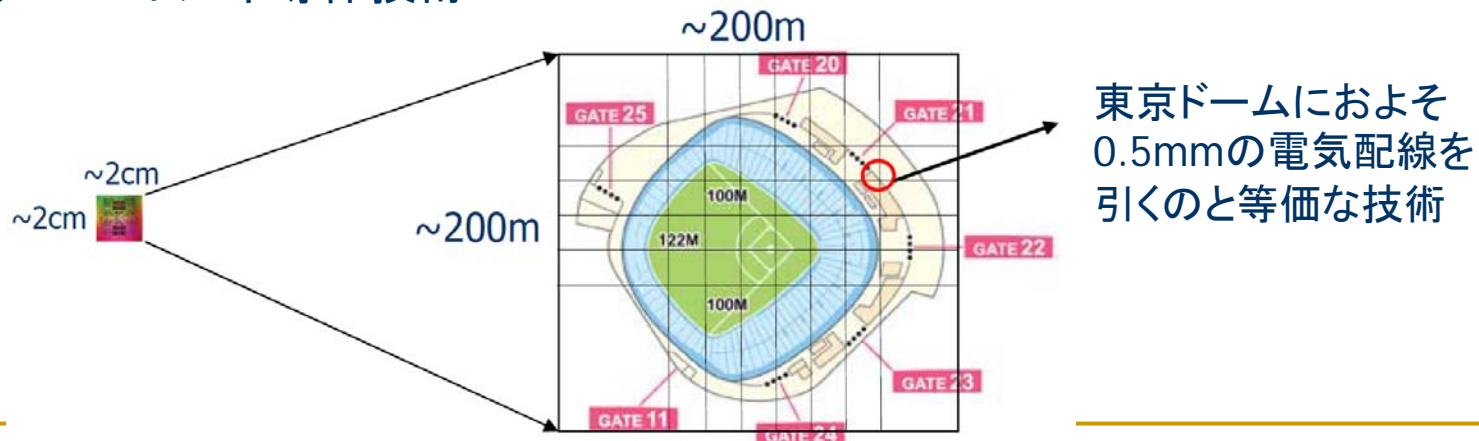 ~200m
GATE 20
GATE 21
GATE 25
東京ドームにおよそ
0.5mmの電気配線を
引くのと等価な技術
~2cm
~2cm
100M
~200m
122M
GATE 22
100M
GATE 23
GATE 11
GATE 24